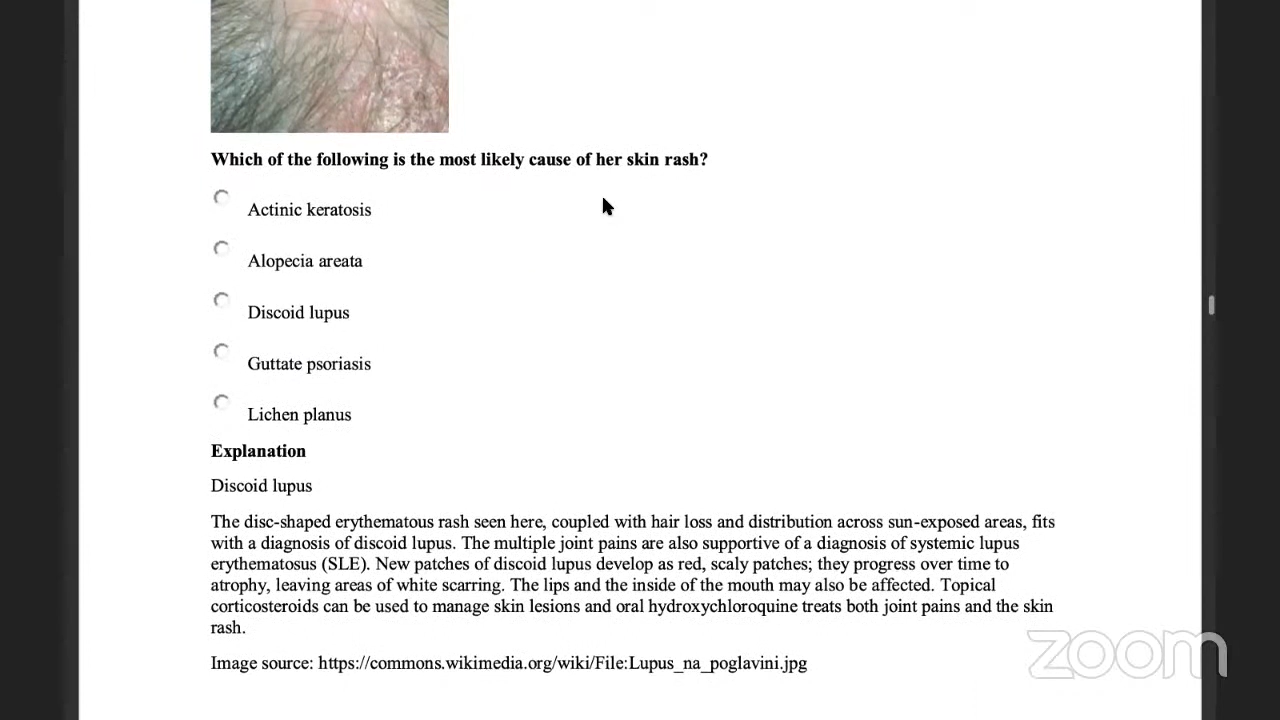 Which of the following is the most likely cause of her skin rash?
Actinic keratosis
Alopecia areata
Discoid lupus
Guttate psoriasis
Lichen planus
Explanation
Discoid lupus
The disc-shaped erythematous rash seen here, coupled with hair loss and distribution across sun-exposed areas, fits
with a diagnosis of discoid lupus. The multiple joint pains are also supportive of a diagnosis of systemic lupus
erythematosus (SLE). New patches of discoid lupus develop as red, scaly patches; they progress over time to
atrophy, leaving areas of white scarring. The lips and the inside of the mouth may also be affected. Topical
corticosteroids can be used to manage skin lesions and oral hydroxychloroquine treats both joint pains and the skin
rash.
Image source: https://commons.wikimedia.org/wiki/File:Lupus_na_poglavini.jpg
zoom